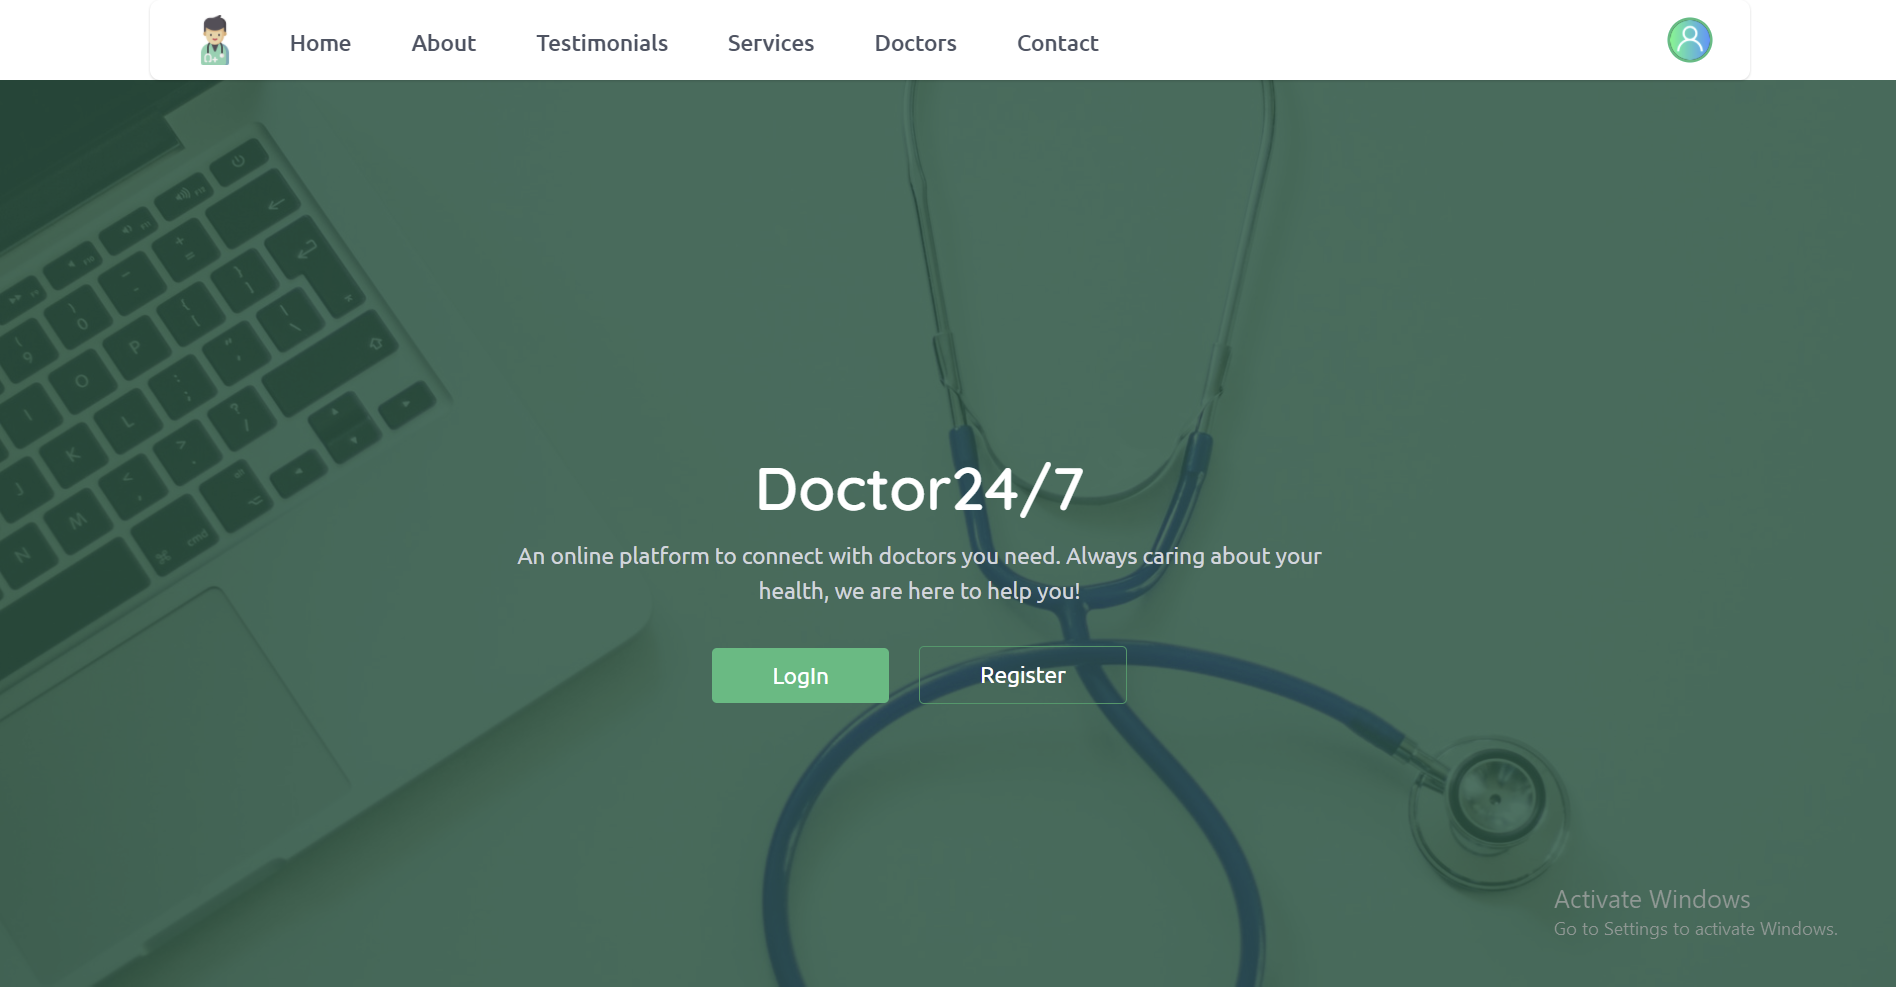 Home About Testimonials Services Doctors Contact
Doctor24/7
An online platform to connect with doctors you need. Always caring about your
health, we are here to help you!
LogIn Register
Activate Windows
Go to Settings to activate Windows.